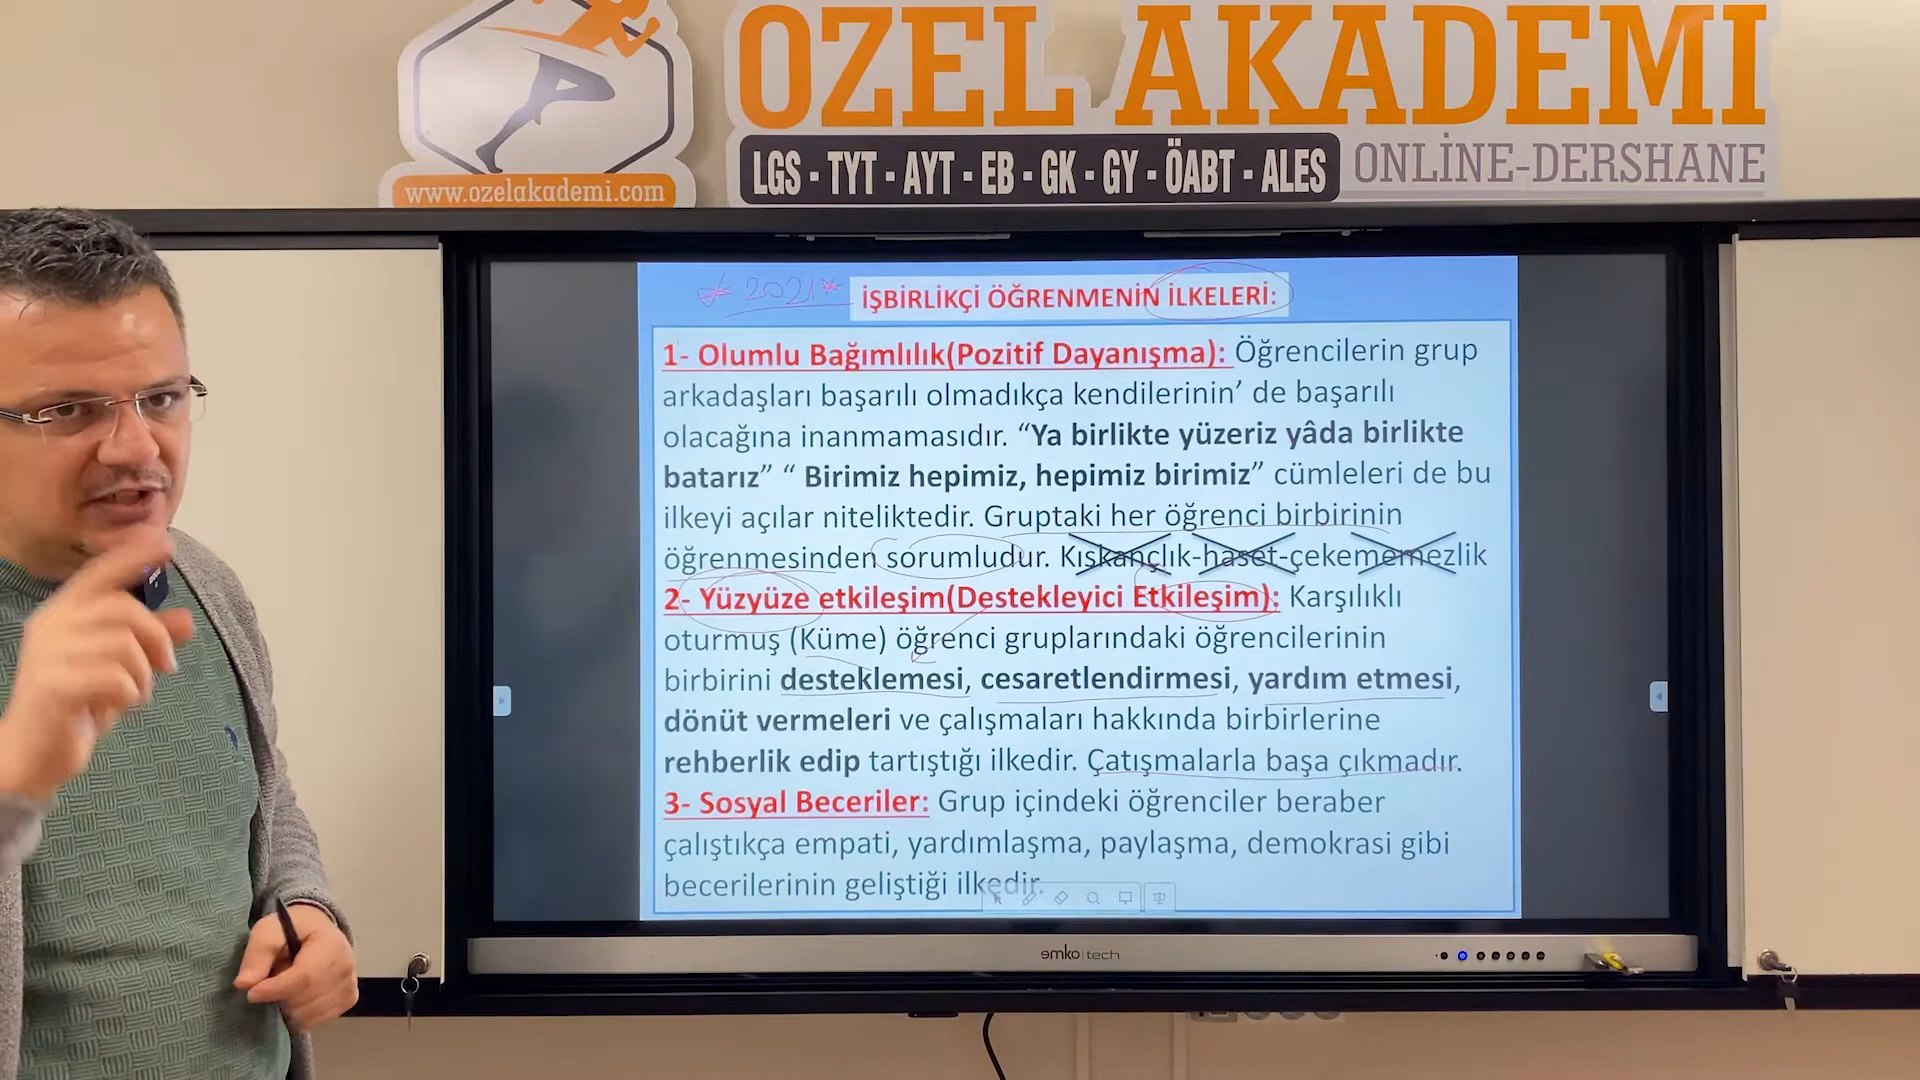 OZEL AKADEMİ
LGS - TYT - AYT - EB - GK - GY - ÖABT - ALES
ONLİNE-DERSHANE
www.ozelakademi.com
* 2021 *
İŞBİRLİKÇİ ÖĞRENMENİN İLKELERİ:
1- Olumlu Bağımlılık(Pozitif Dayanışma): Öğrencilerin grup
arkadaşları başarılı olmadıkça kendilerinin’ de başarılı
olacağına inanmamasıdır. “Ya birlikte yüzeriz yâda birlikte
batarız” “ Birimiz hepimiz, hepimiz birimiz” cümleleri de bu
ilkeyi açılar niteliktedir. Gruptaki her öğrenci birbirinin
öğrenmesinden sorumludur. Kıskançlık-haset-çekememezlik
2- Yüzyüze etkileşim(Destekleyici Etkileşim): Karşılıklı
oturmuş (Küme) öğrenci gruplarındaki öğrencilerinin
birbirini desteklemesi, cesaretlendirmesi, yardım etmesi,
dönüt vermeleri ve çalışmaları hakkında birbirlerine
rehberlik edip tartıştığı ilkedir. Çatışmalarla başa çıkmadır.
3- Sosyal Beceriler: Grup içindeki öğrenciler beraber
çalıştıkça empati, yardımlaşma, paylaşma, demokrasi gibi
becerilerinin geliştiği ilkedir.
emko|tech